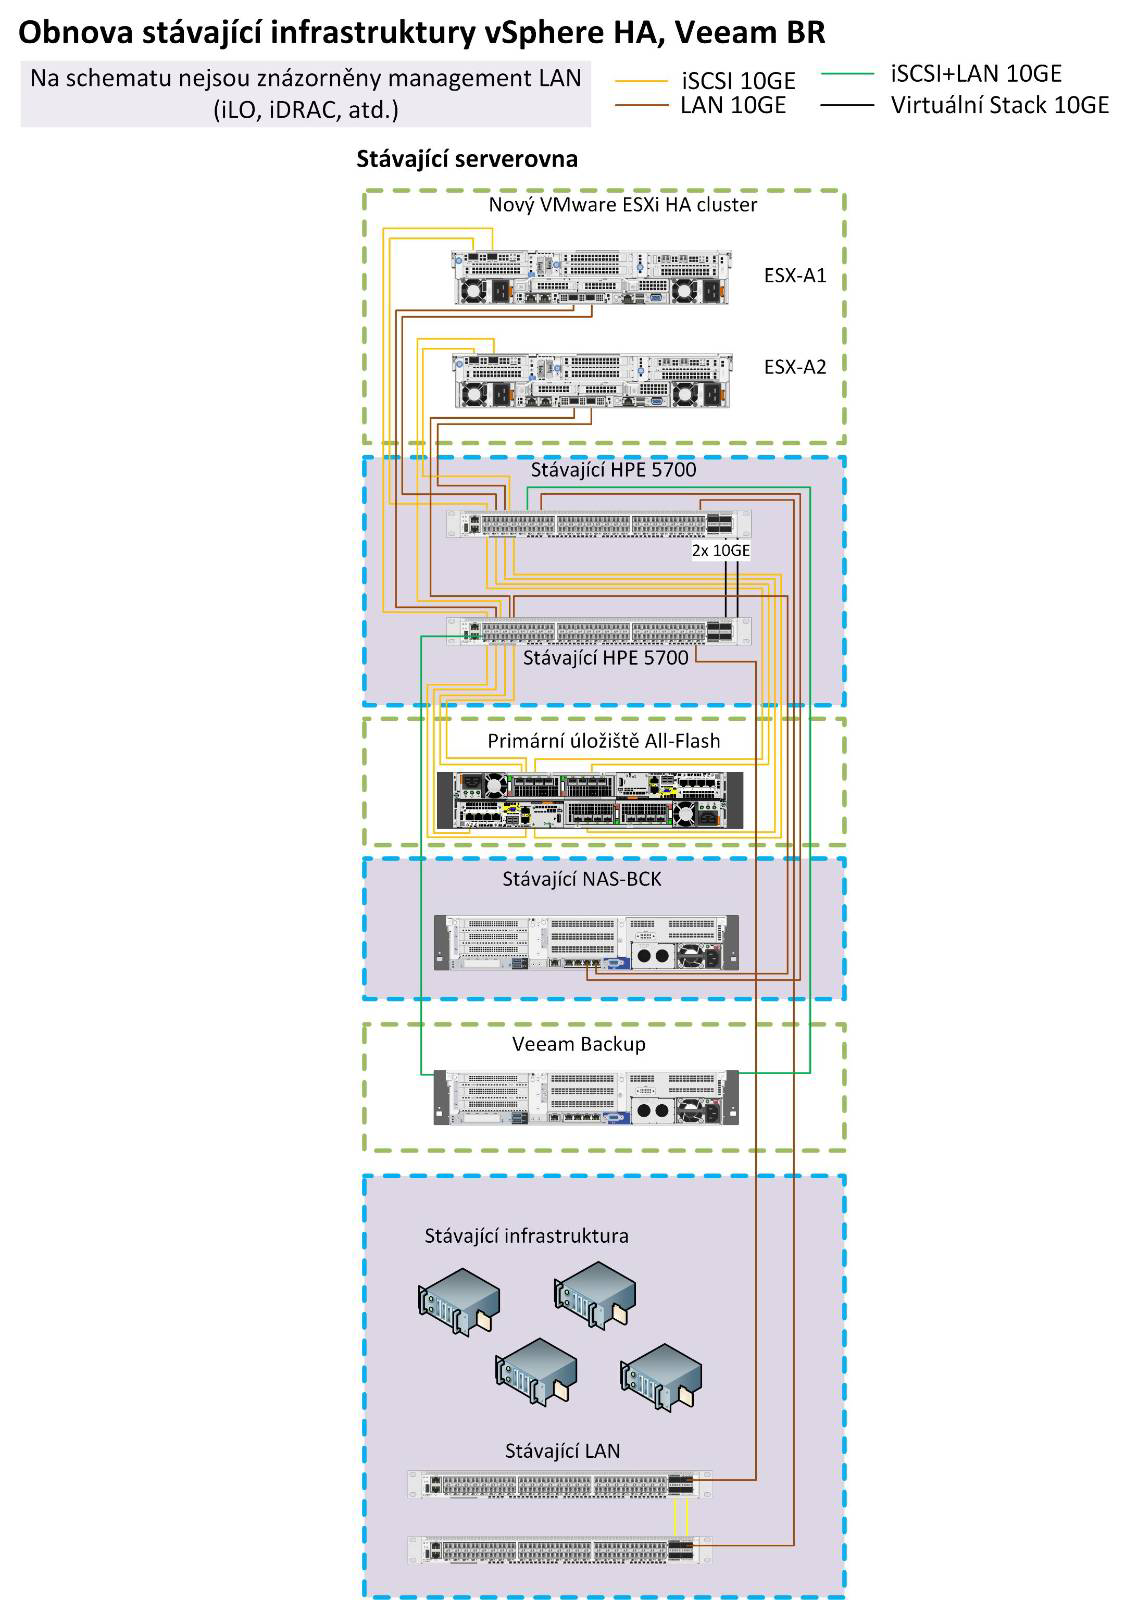 Obnova stávající infrastruktury vSphere HA, Veeam BR
Na schematu nejsou znázorněny management LAN
(iLO, iDRAC, atd.)
iSCSI 10GE
LAN 10GE
iSCSI+LAN 10GE
Virtuální Stack 10GE
Stávající serverovna
Nový VMware ESXi HA cluster
ESX-A1
ESX-A2
Stávající HPE 5700
2x 10GE
Stávající HPE 5700
Primární úložiště All-Flash
Stávající NAS-BCK
Veeam Backup
Stávající infrastruktura
Stávající LAN